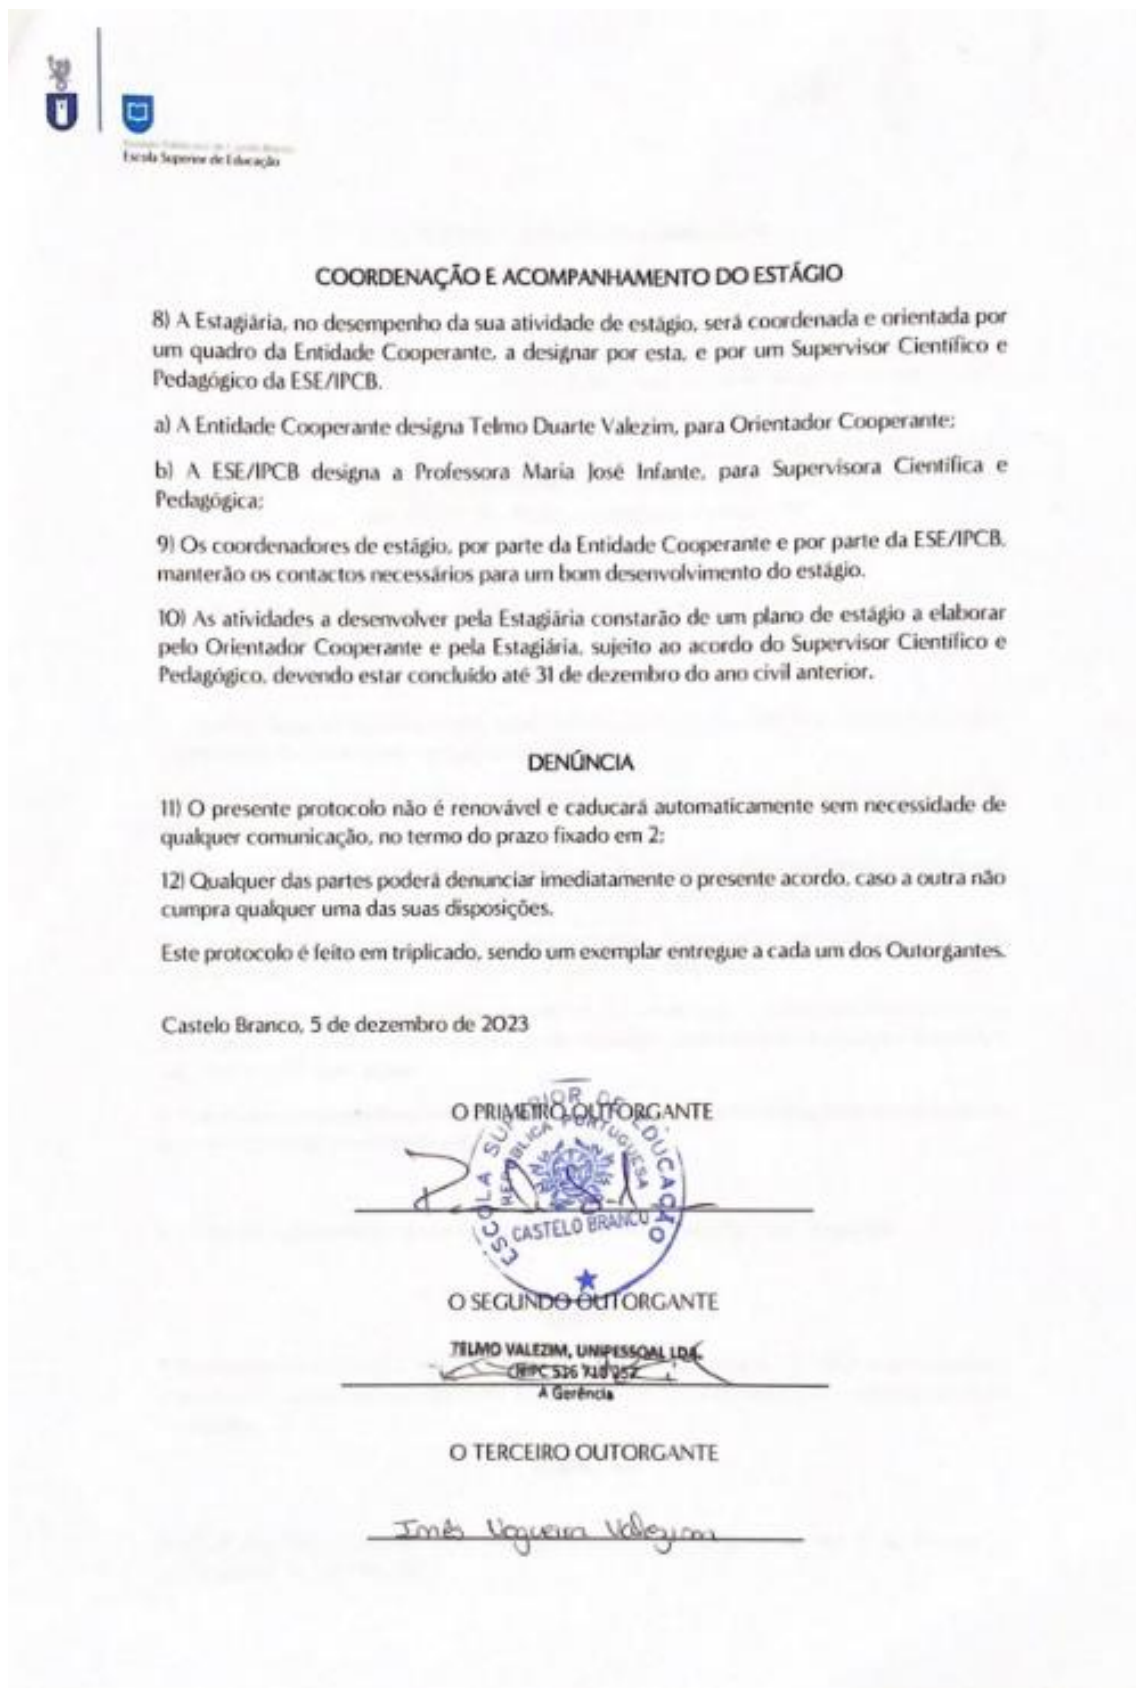 Escola Superior de Educação
COORDENAÇÃO E ACOMPANHAMENTO DO ESTÁGIO
8) A Estagiária, no desempenho da sua atividade de estágio, será coordenada e orientada por
um quadro da Entidade Cooperante, a designar por esta, e por um Supervisor Científico e
Pedagógico da ESE/IPCB.
a) A Entidade Cooperante designa Telmo Duarte Valezim, para Orientador Cooperante;
b) A ESE/IPCB designa a Professora Maria José Infante, para Supervisora Científica e
Pedagógica;
9) Os coordenadores de estágio, por parte da Entidade Cooperante e por parte da ESE/IPCB,
manterão os contactos necessários para um bom desenvolvimento do estágio.
10) As atividades a desenvolver pela Estagiária constarão de um plano de estágio a elaborar
pelo Orientador Cooperante e pela Estagiária, sujeito ao acordo do Supervisor Científico e
Pedagógico, devendo estar concluído até 31 de dezembro do ano civil anterior.
DENÚNCIA
11) O presente protocolo não é renovável e caducará automaticamente sem necessidade de
qualquer comunicação, no termo do prazo fixado em 2;
12) Qualquer das partes poderá denunciar imediatamente o presente acordo, caso a outra não
cumpra qualquer uma das suas disposições.
Este protocolo é feito em triplicado, sendo um exemplar entregue a cada um dos Outorgantes.
Castelo Branco, 5 de dezembro de 2023
O PRIMEIRO OUTORGANTE
ESCOLA SUPERIOR DE EDUCAÇÃO
REPÚBLICA PORTUGUESA
CASTELO BRANCO
O SEGUNDO OUTORGANTE
TELMO VALEZIM, UNIPESSOAL LDA.
A Gerência
O TERCEIRO OUTORGANTE
Inês Nogueira Valezim